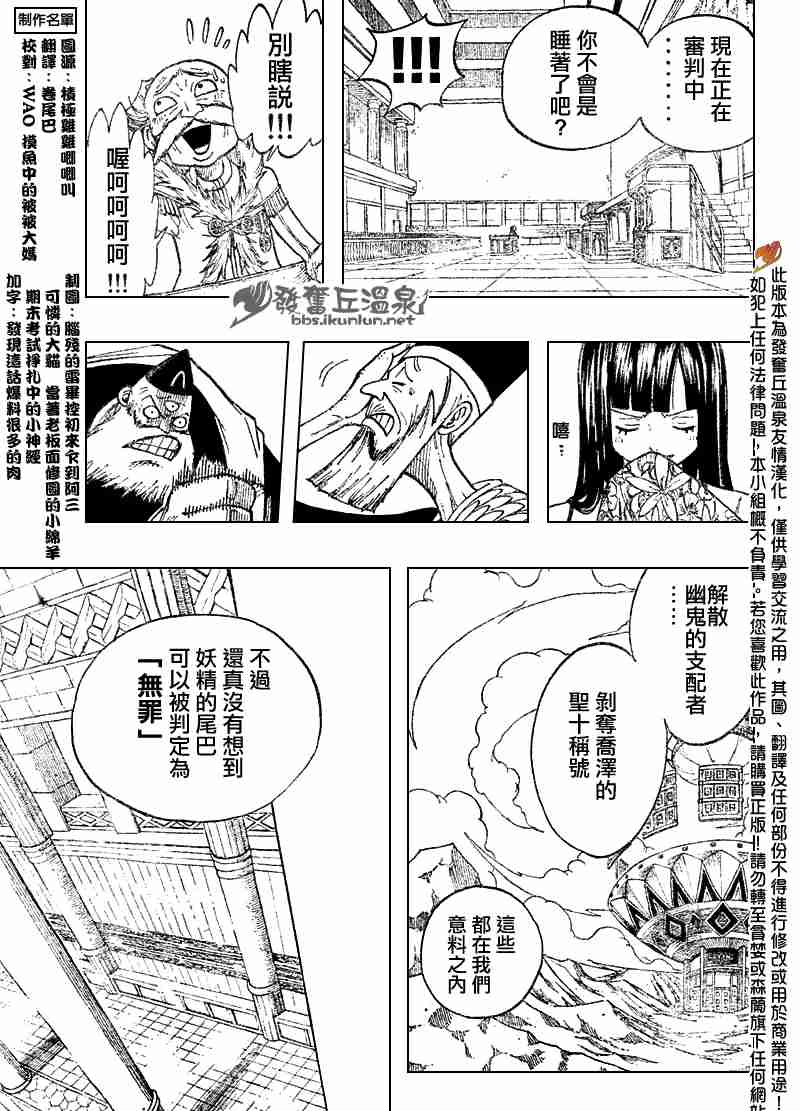 現在正在
審判中
………
你不會是
睡著了吧？
!!!
別瞎説!!!
喔呵呵呵呵!!!
發奮丘溫泉
bbs.ikunlun.net
嘻…
解散
幽鬼的支配者
……
剝奪喬澤的
聖十稱號
這些
都在我們
意料之內
不過
還真沒有想到
妖精的尾巴
可以被判定為
「無罪」
制作名單
圖源：積極雞雞唧唧叫
翻譯：卷尾巴
校對：WAO 摸魚中的被被大媽
制圖：腦殘的雷畢控初來乍到阿三
可憐的大貓 當著老板面修圖的小綿羊
期末考試掙扎中的小神經
加字：發現這話爆料很多的肉
此版本為發奮丘溫泉友情漢化，僅供學習交流之用，其圖、翻譯及任何部份不得進行修改或用於商業用途！
如犯上任何法律問題，本小組概不負責。若您喜歡此作品，請購買正版!!請勿轉至貪婪或森蘭旗下任何網站